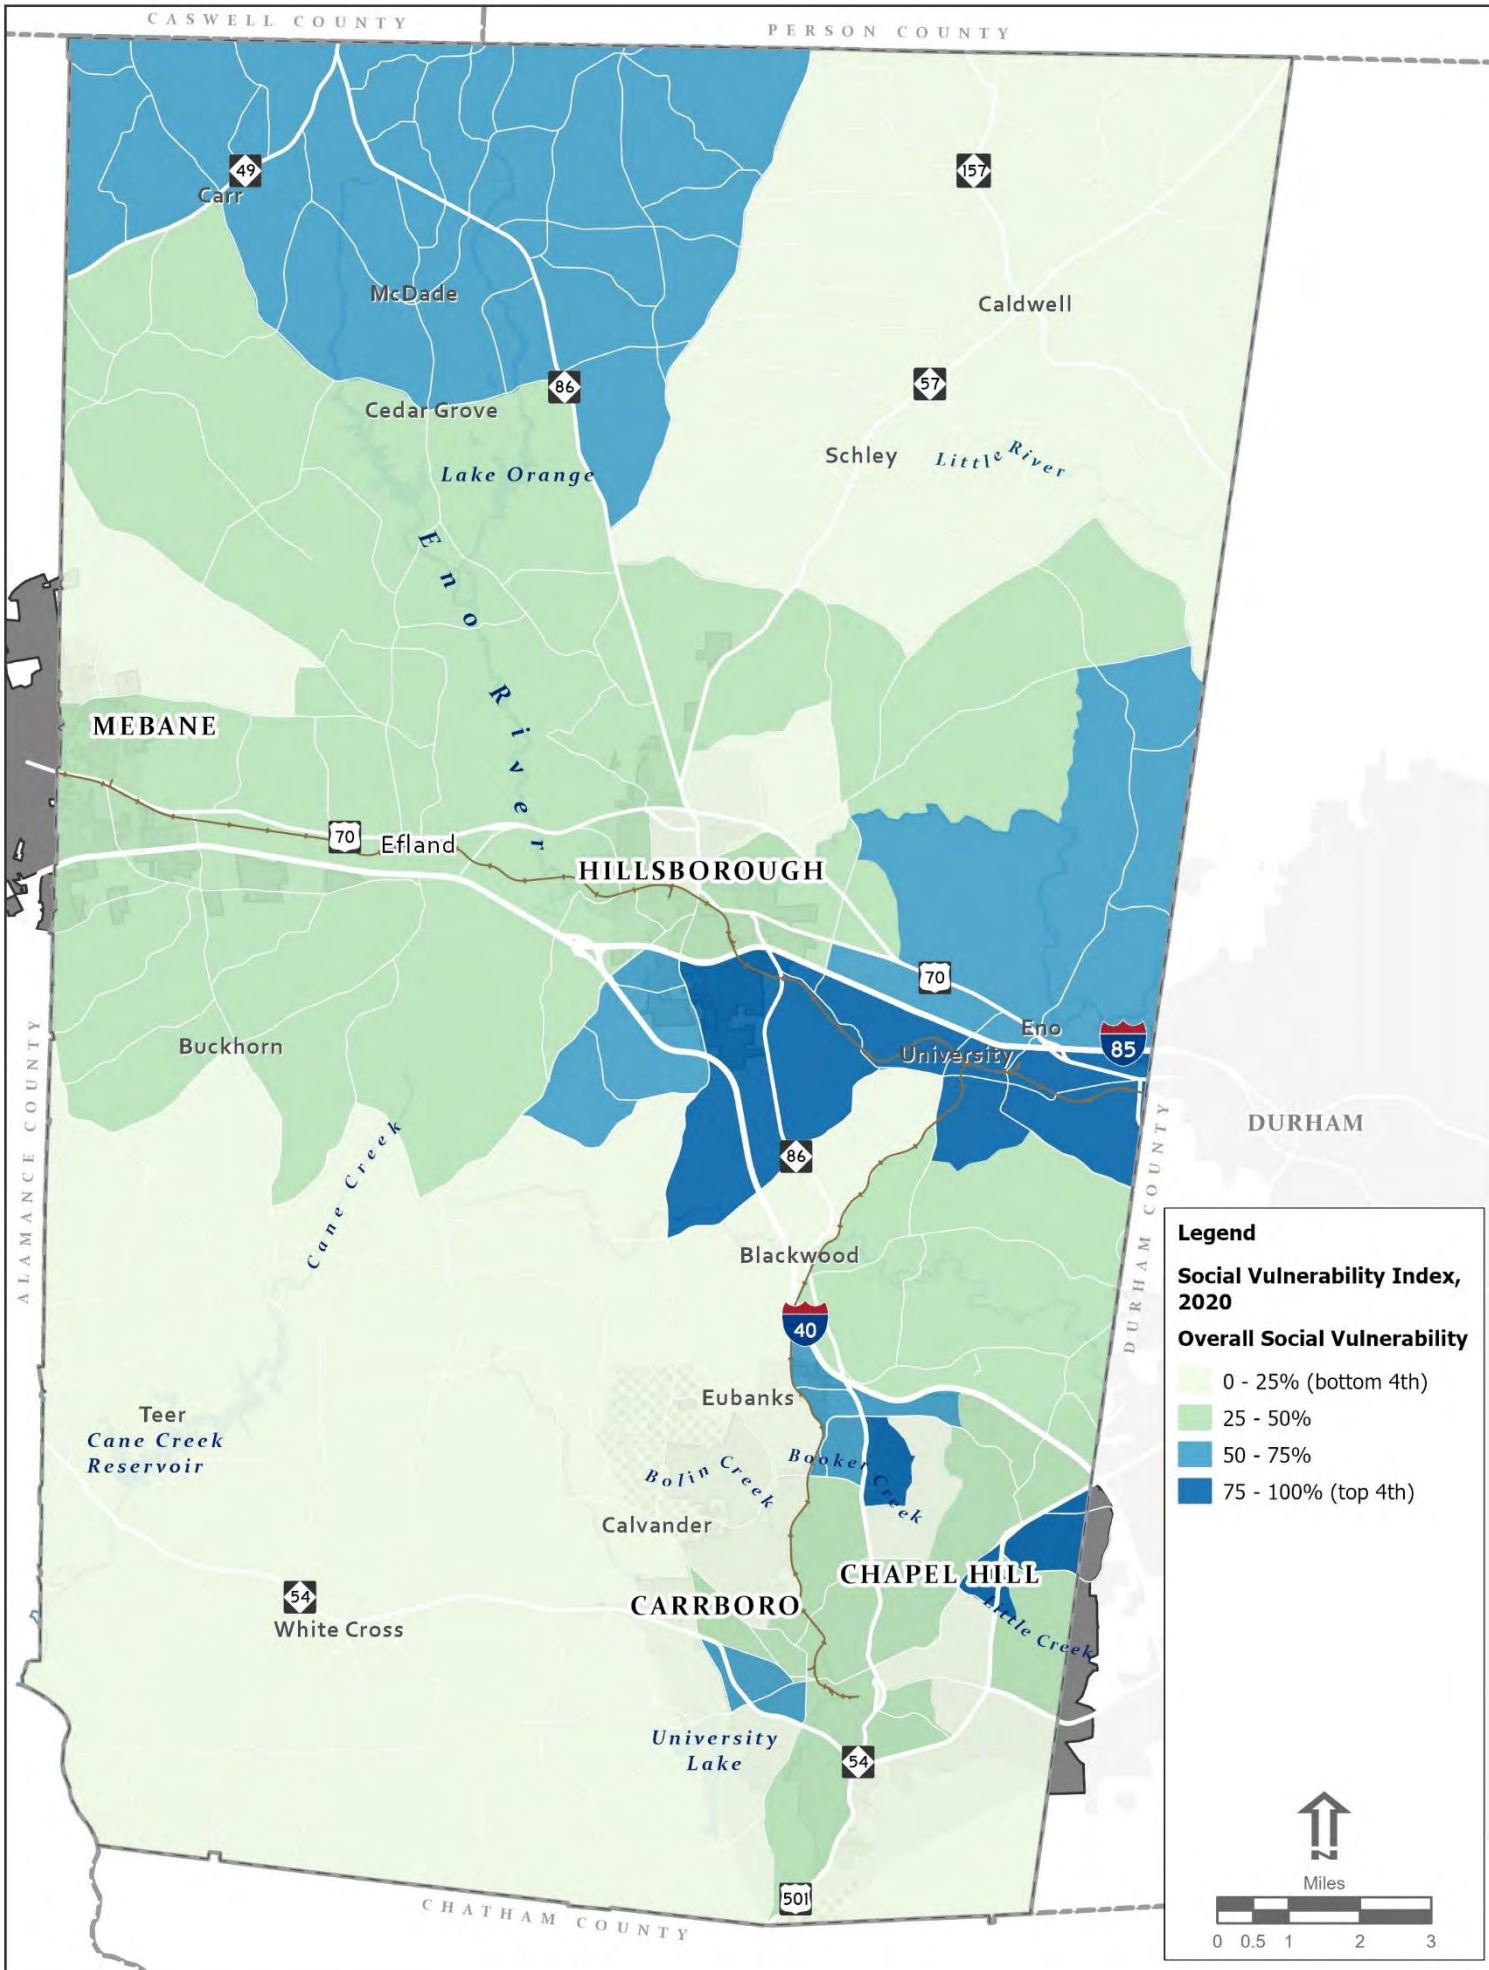 CASWELL COUNTY
PERSON COUNTY
49
157
Carr
McDade
Caldwell
86
57
Cedar Grove
Schley
Little River
Lake Orange
Eno River
MEBANE
70
Efland
HILLSBOROUGH
70
Eno
85
University
Buckhorn
ALAMANCE COUNTY
DURHAM
Cane Creek
86
DURHAM COUNTY
Blackwood
40
Eubanks
Teer
Cane Creek
Reservoir
Bolin Creek
Booker Creek
Calvander
CHAPEL HILL
54
CARRBORO
White Cross
Little Creek
University
Lake
54
501
CHATHAM COUNTY
Legend
Social Vulnerability Index,
2020
Overall Social Vulnerability
0 - 25% (bottom 4th)
25 - 50%
50 - 75%
75 - 100% (top 4th)
N
Miles
0 0.5 1 2 3